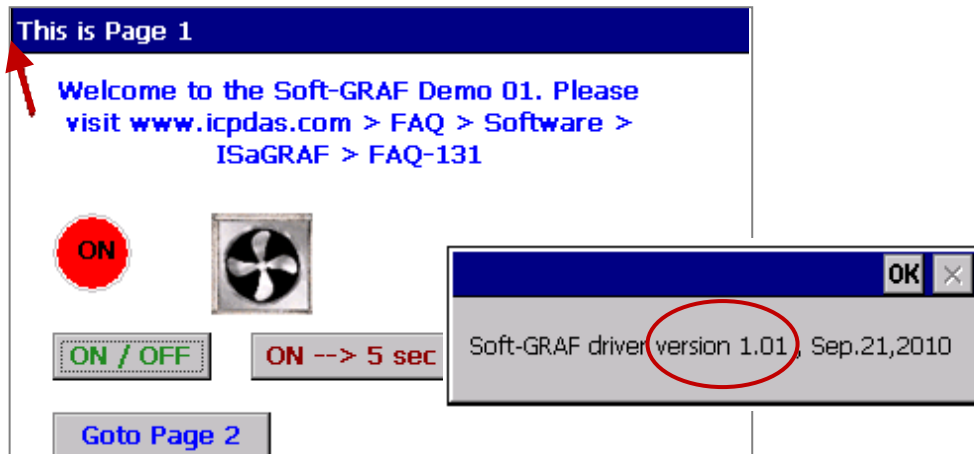 This is Page 1
Welcome to the Soft-GRAF Demo 01. Please
visit www.icpdas.com > FAQ > Software >
ISaGRAF > FAQ-131
ON
OK
Soft-GRAF driver version 1.01 , Sep.21,2010
ON / OFF
ON --> 5 sec
Goto Page 2